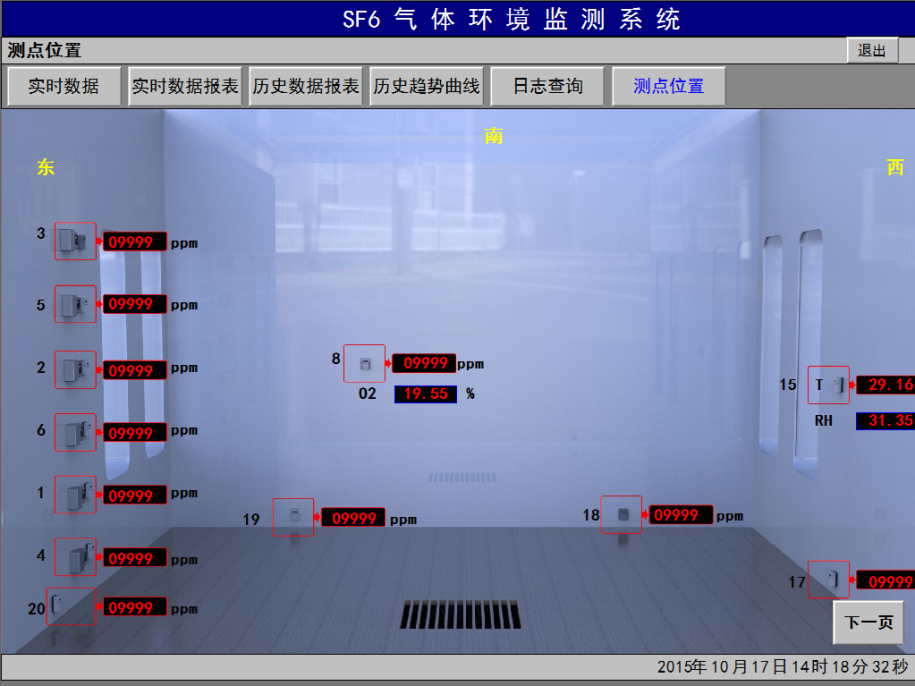 SF6 气 体 环 境 监 测 系 统
测点位置 退出
实时数据 实时数据报表 历史数据报表 历史趋势曲线 日志查询 测点位置
南
东 西
3 09999 ppm
5 09999 ppm
8 09999 ppm
2 09999 ppm
15 T 29.16
O2 19.55 %
RH 31.35
6 09999 ppm
1 09999 ppm
19 09999 ppm
18 09999 ppm
4 09999 ppm
17 09999
20 09999 ppm
下一页
2015年10月17日14时18分32秒